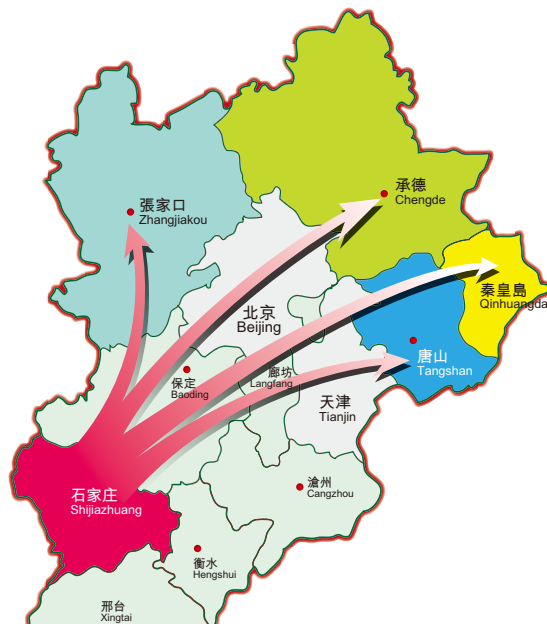 承德
Chengde
張家口
Zhangjiakou
秦皇島
Qinhuangda
北京
Beijing
唐山
Tangshan
廊坊
Langfang
保定
Baoding
天津
Tianjin
滄州
Cangzhou
石家庄
Shijiazhuang
衡水
Hengshui
邢台
Xingtai